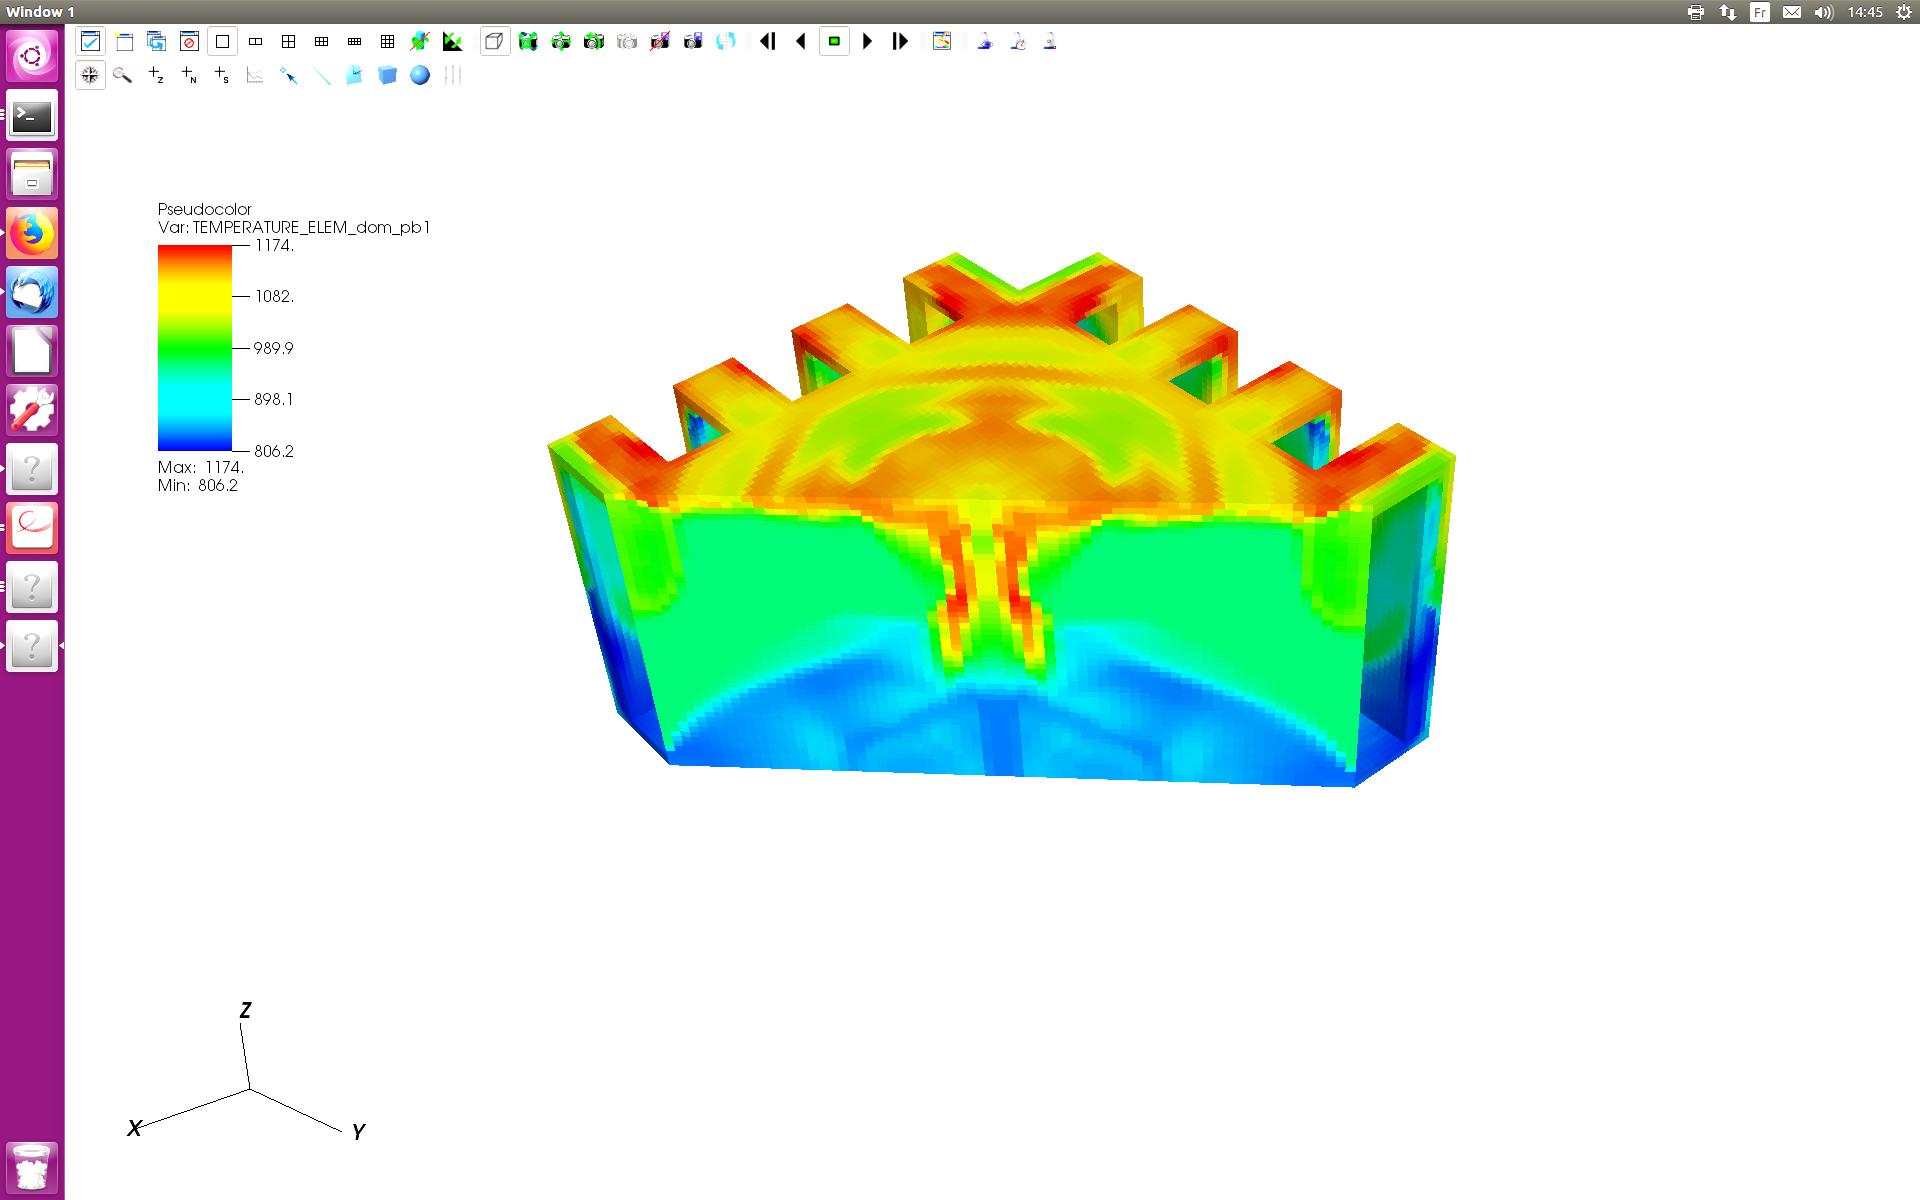 Window 1
Fr
14:45
Z
N
S
Pseudocolor
Var: TEMPERATURE_ELEM_dom_pb1
1174.
1082.
989.9
898.1
806.2
Max: 1174.
Min: 806.2
Z
X
Y